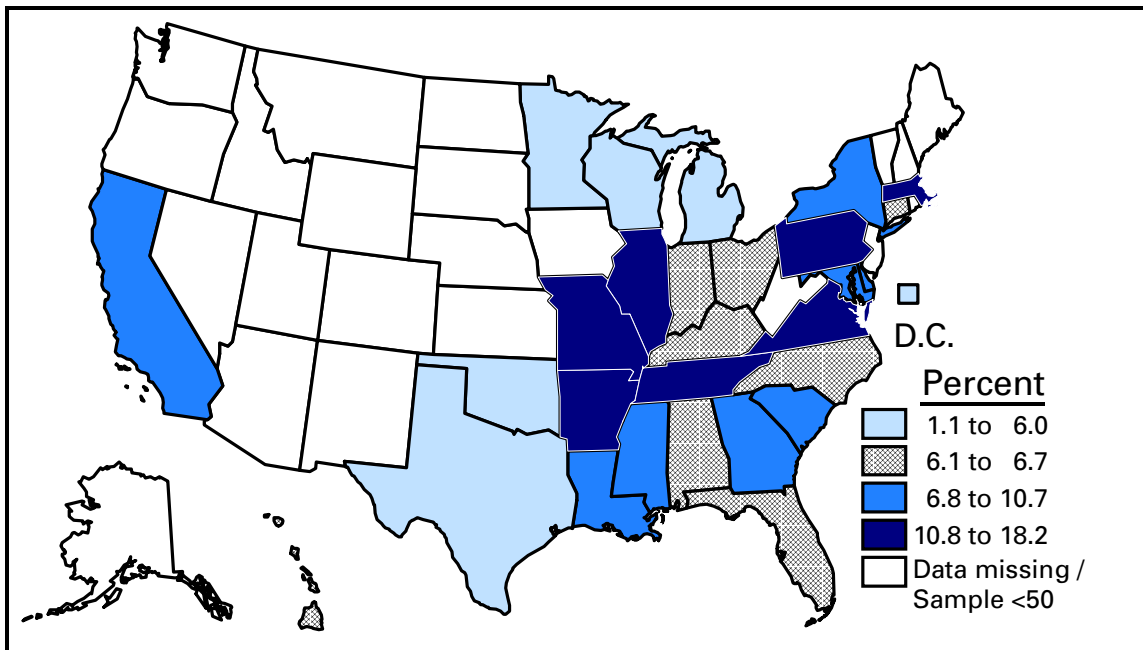 D.C.
Percent
1.1 to 6.0
6.1 to 6.7
6.8 to 10.7
10.8 to 18.2
Data missing /
Sample <50